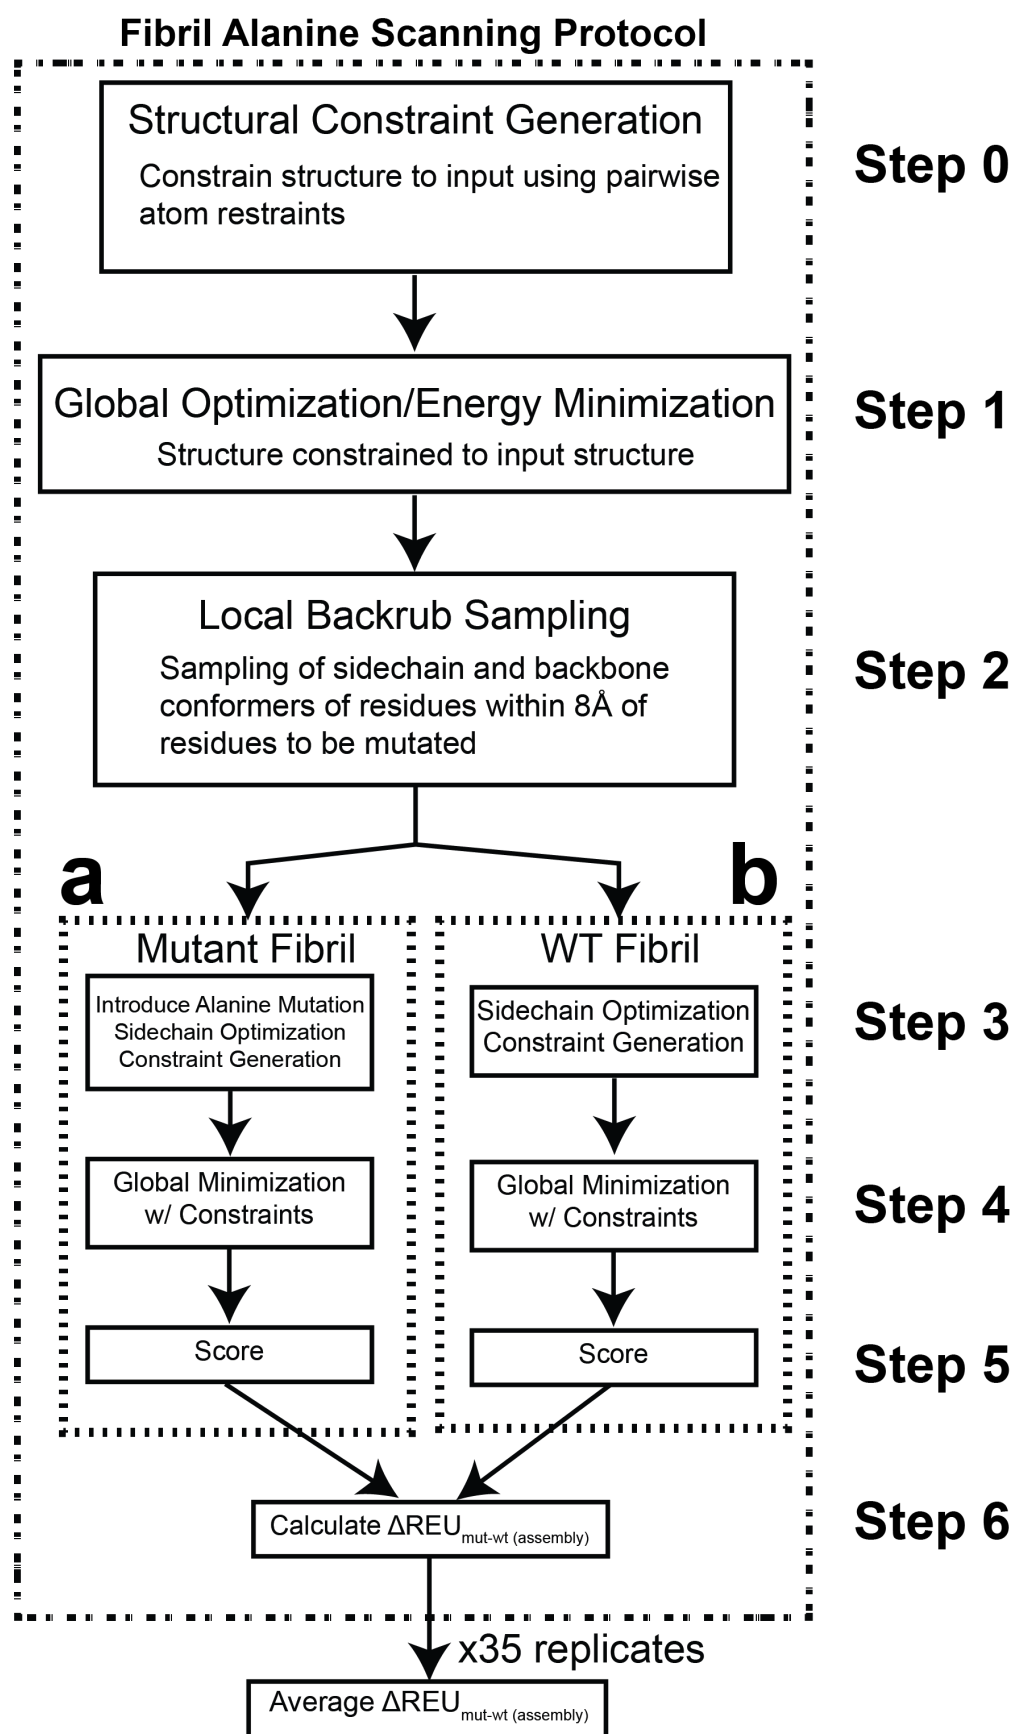 Fibril Alanine Scanning Protocol
Structural Constraint Generation
Constrain structure to input using pairwise
atom restraints
Step 0
Global Optimization/Energy Minimization
Structure constrained to input structure
Step 1
Local Backrub Sampling
Sampling of sidechain and backbone
conformers of residues within 8Å of
residues to be mutated
Step 2
a
b
Mutant Fibril
WT Fibril
Introduce Alanine Mutation
Sidechain Optimization
Constraint Generation
Sidechain Optimization
Constraint Generation
Step 3
Global Minimization
w/ Constraints
Global Minimization
w/ Constraints
Step 4
Score
Score
Step 5
Calculate ΔREU mut-wt (assembly)
Step 6
x35 replicates
Average ΔREU mut-wt (assembly)